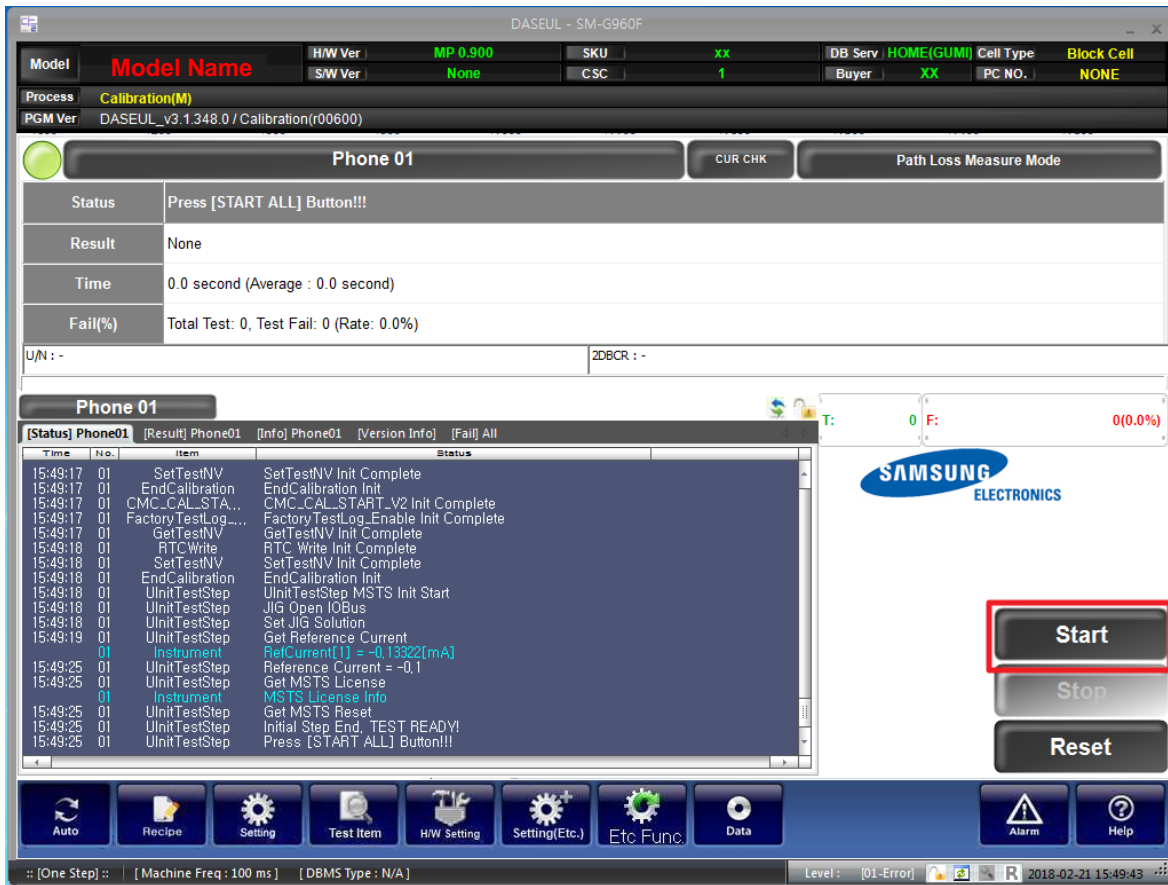 DASEUL - SM-G960F
Model
Model Name
H/W Ver MP 0.900 SKU xx DB Serv HOME(GUMI) Cell Type Block Cell
S/W Ver None CSC 1 Buyer XX PC NO. NONE
Process Calibration(M)
PGM Ver DASEUL_v3.1.348.0 / Calibration(r00600)
Phone 01 CUR CHK Path Loss Measure Mode
Status Press [START ALL] Button!!!
Result None
Time 0.0 second (Average : 0.0 second)
Fail(%) Total Test: 0, Test Fail: 0 (Rate: 0.0%)
U/N : - 2DBCR : -
Phone 01
T: 0 F: 0(0.0%)
[Status] Phone01 [Result] Phone01 [Info] Phone01 [Version Info] [Fail] All
Time No. Item Status
15:49:17 01 SetTestNV SetTestNV Init Complete
15:49:17 01 EndCalibration EndCalibration Init
15:49:17 01 CMC_CAL_STA... CMC_CAL_START_V2 Init Complete
15:49:17 01 FactoryTestLog_... FactoryTestLog_Enable Init Complete
15:49:17 01 GetTestNV GetTestNV Init Complete
15:49:18 01 RTCWrite RTC Write Init Complete
15:49:18 01 SetTestNV SetTestNV Init Complete
15:49:18 01 EndCalibration EndCalibration Init
15:49:18 01 UInitTestStep UInitTestStep MSTS Init Start
15:49:18 01 UInitTestStep JIG Open IOBus
15:49:18 01 UInitTestStep Set JIG Solution
15:49:19 01 UInitTestStep Get Reference Current
01 Instrument RefCurrent[1] = -0,13322[mA]
15:49:25 01 UInitTestStep Reference Current = -0,1
15:49:25 01 UInitTestStep Get MSTS License
01 Instrument MSTS License Info
15:49:25 01 UInitTestStep Get MSTS Reset
15:49:25 01 UInitTestStep Initial Step End, TEST READY!
15:49:25 01 UInitTestStep Press [START ALL] Button!!!
SAMSUNG
ELECTRONICS
Start
Stop
Reset
Auto Recipe Setting Test Item H/W Setting Setting(Etc.) Etc Func. Data Alarm Help
:: [One Step] :: [ Machine Freq : 100 ms ] [ DBMS Type : N/A ] Level : [01-Error] R 2018-02-21 15:49:43